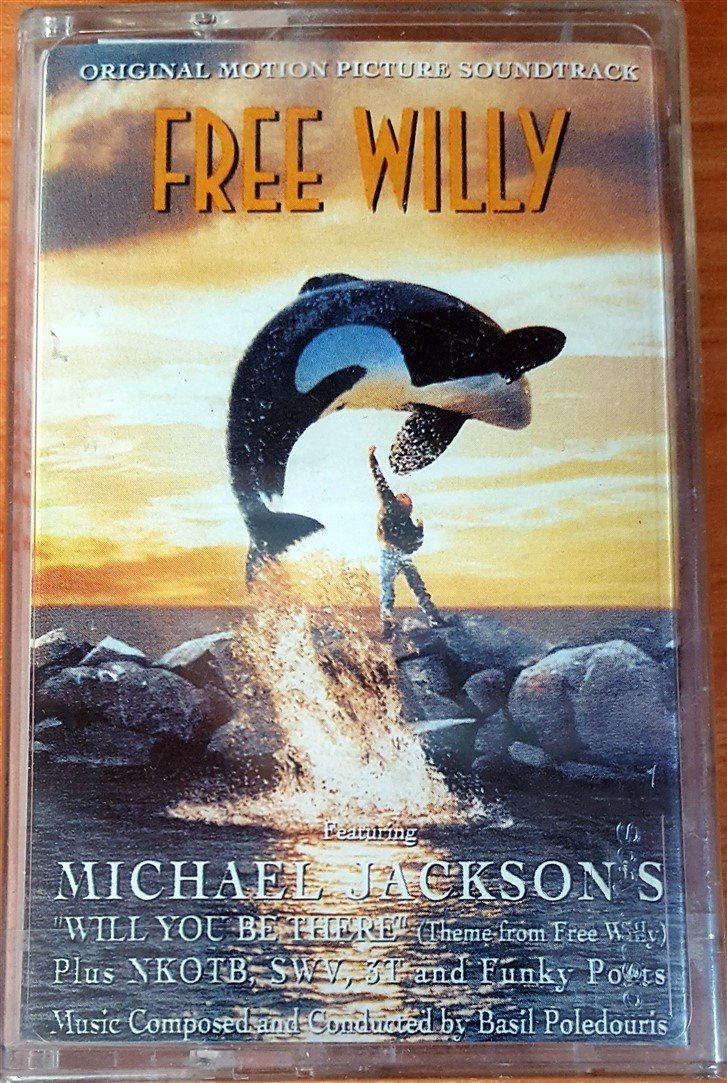 ORIGINAL MOTION PICTURE SOUNDTRACK
FREE WILLY
Featuring
MICHAEL JACKSON'S
"WILL YOU BE THERE" (Theme from Free Willy)
Plus NKOTB, SWV, 3T and Funky Poets
Music Composed and Conducted by Basil Poledouris